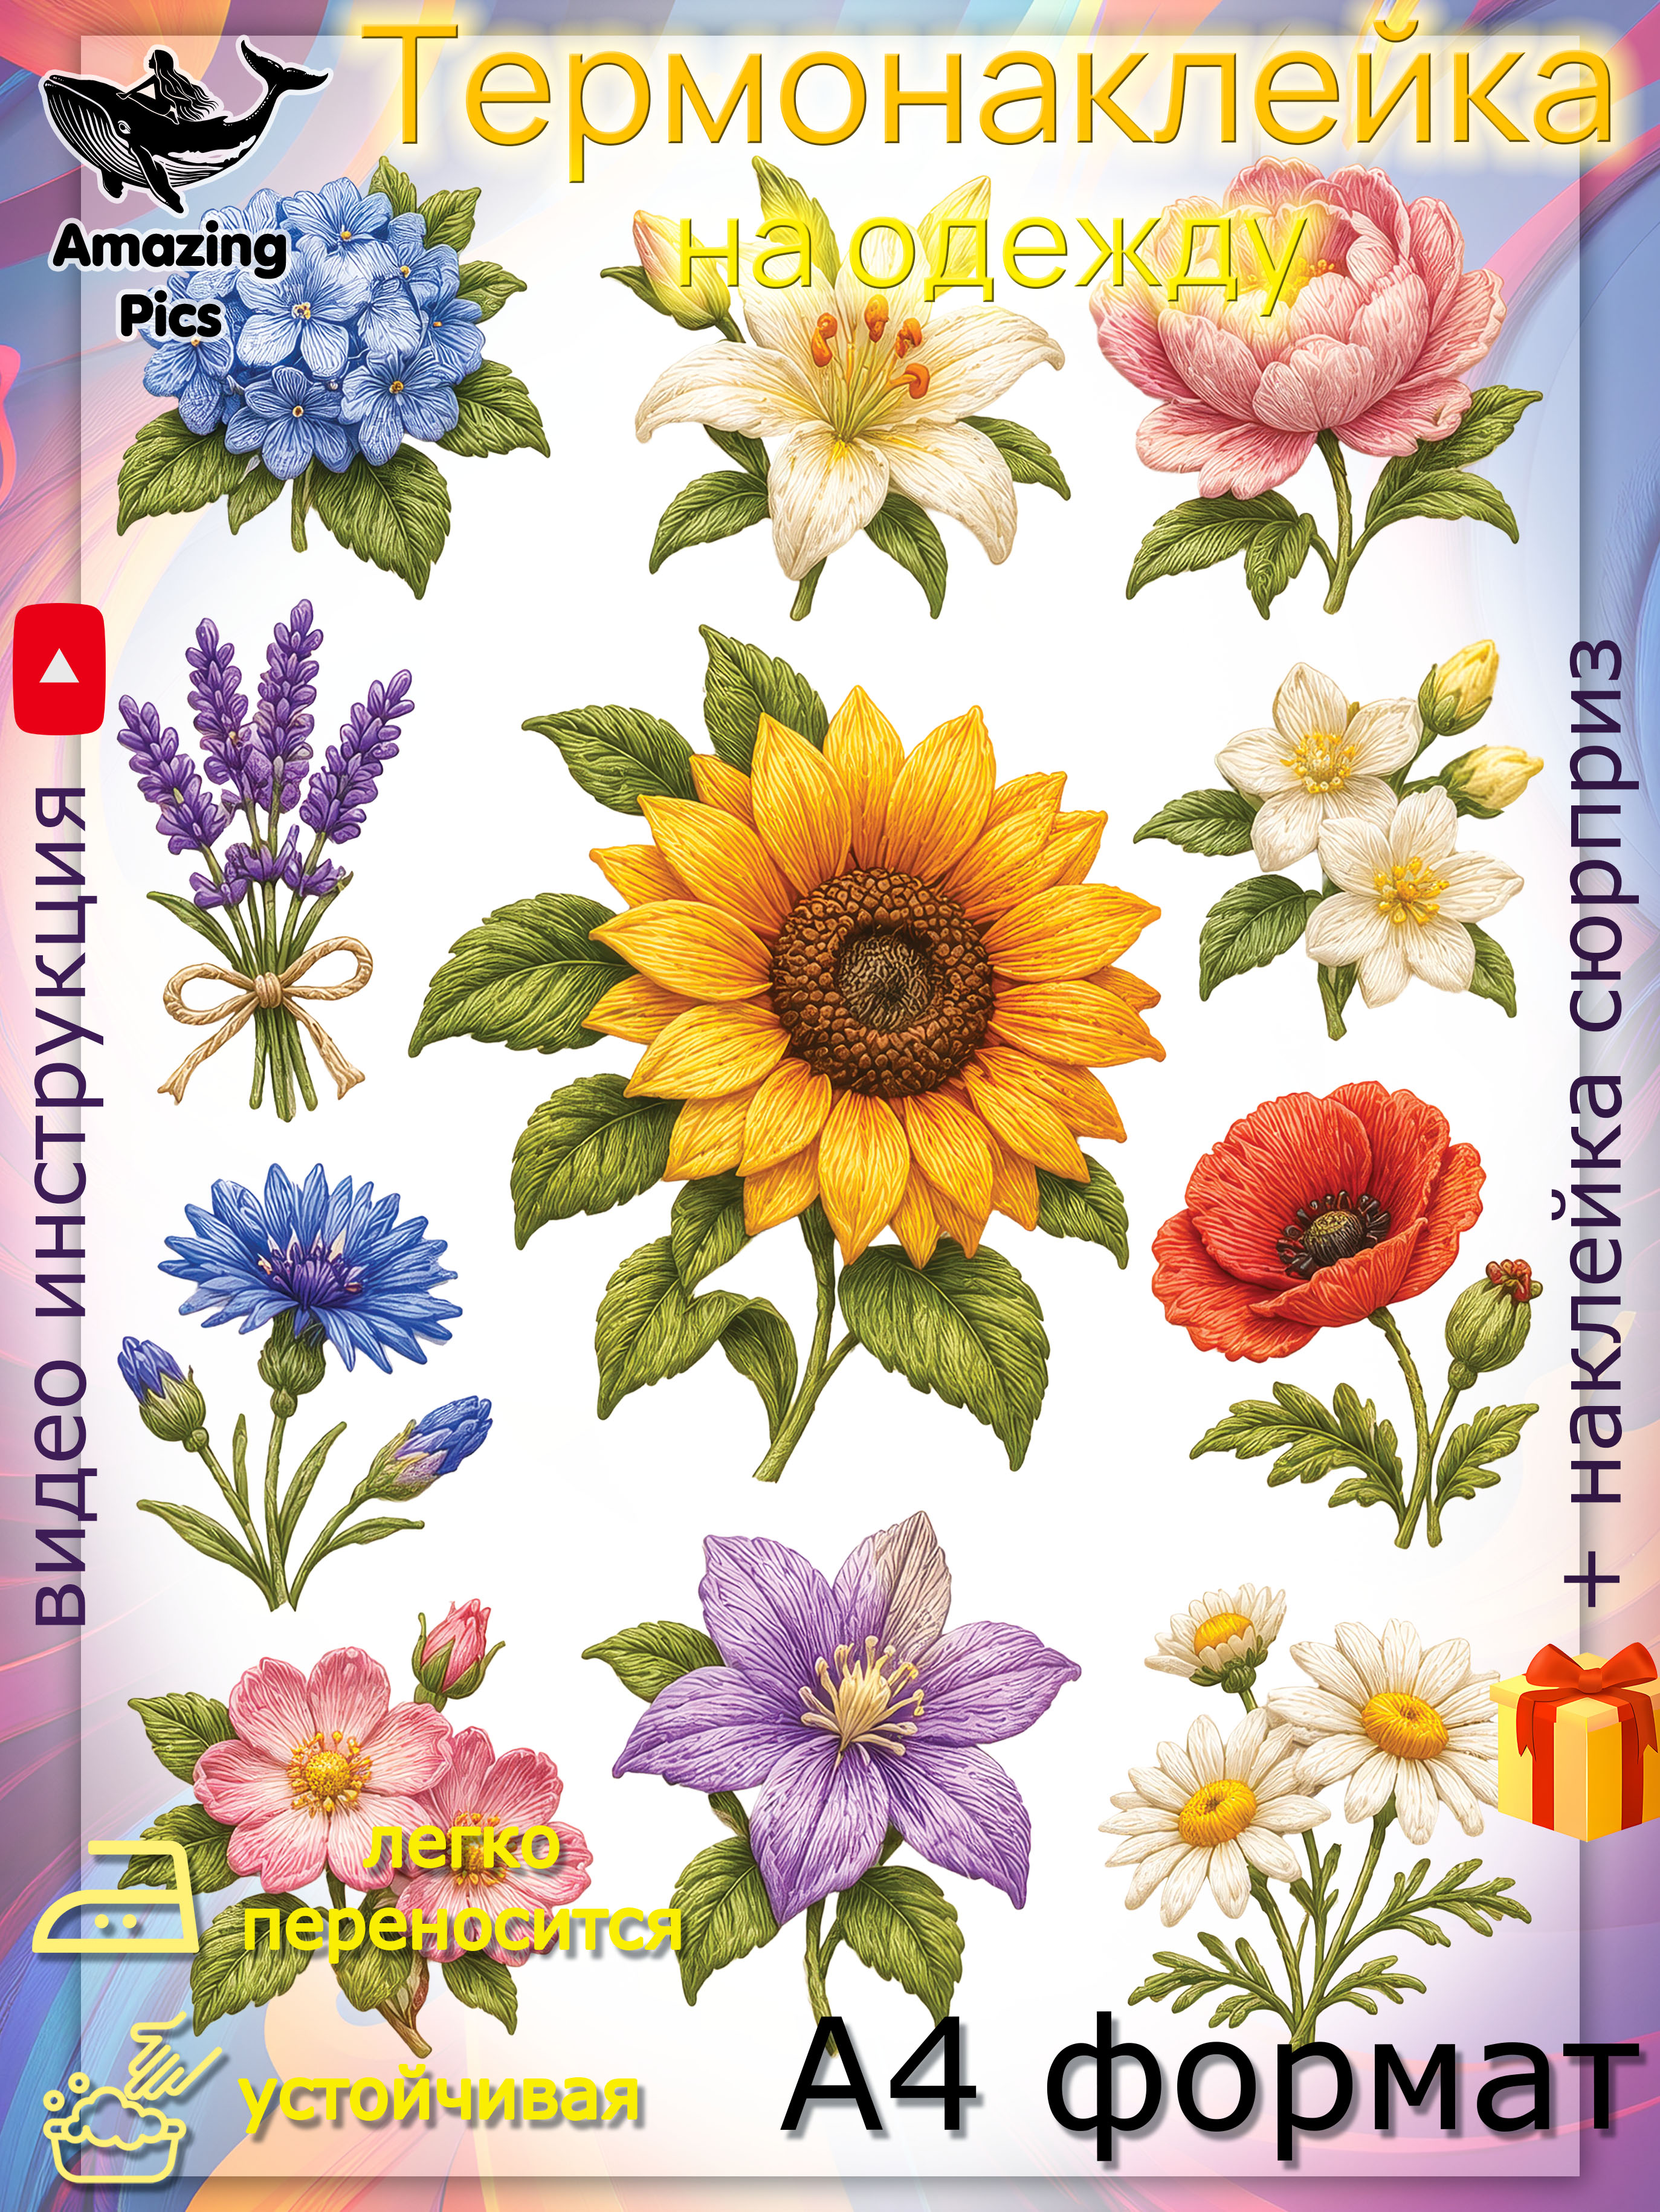 Термонаклейка
на одежду
Amazing
Pics
видео инструкция
+ наклейка сюрприз
легко
переносится
устойчивая
А4 формат